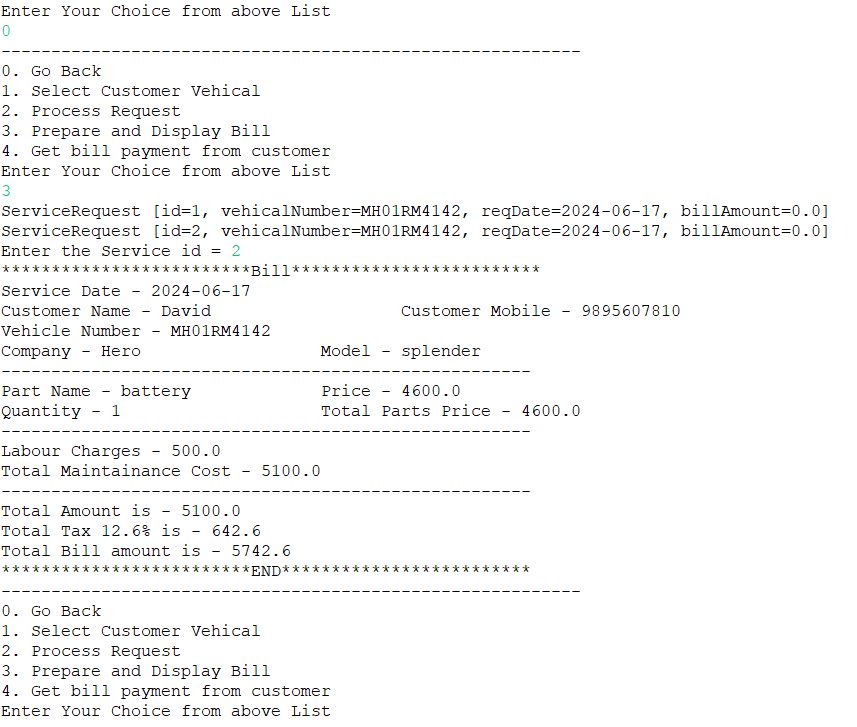 Enter Your Choice from above List
0
----------------------------------------------------------
0. Go Back
1. Select Customer Vehical
2. Process Request
3. Prepare and Display Bill
4. Get bill payment from customer
Enter Your Choice from above List
3
ServiceRequest [id=1, vehicalNumber=MH01RM4142, reqDate=2024-06-17, billAmount=0.0]
ServiceRequest [id=2, vehicalNumber=MH01RM4142, reqDate=2024-06-17, billAmount=0.0]
Enter the Service id = 2
*************************Bill*************************
Service Date - 2024-06-17
Customer Name - David                   Customer Mobile - 9895607810
Vehicle Number - MH01RM4142
Company - Hero                  Model - splender
-----------------------------------------------------
Part Name - battery             Price - 4600.0
Quantity - 1                    Total Parts Price - 4600.0
-----------------------------------------------------
Labour Charges - 500.0
Total Maintainance Cost - 5100.0
-----------------------------------------------------
Total Amount is - 5100.0
Total Tax 12.6% is - 642.6
Total Bill amount is - 5742.6
*************************END*************************
----------------------------------------------------------
0. Go Back
1. Select Customer Vehical
2. Process Request
3. Prepare and Display Bill
4. Get bill payment from customer
Enter Your Choice from above List